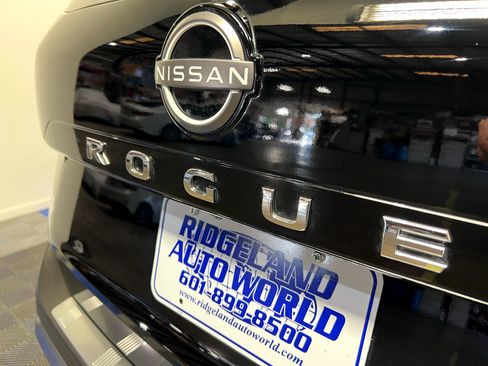 NISSAN
ROGUE
RIDGELAND
AUTO WORLD
601-899-8500
www.ridgelandautoworld.com